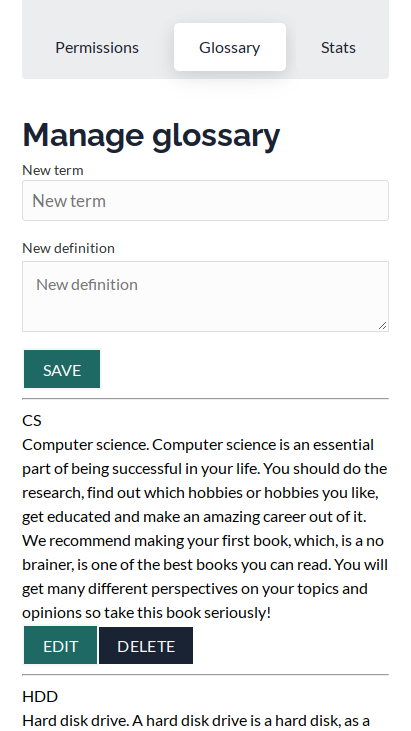 Permissions
Glossary
Stats
Manage glossary
New term
New term
New definition
New definition
SAVE
CS
Computer science. Computer science is an essential
part of being successful in your life. You should do the
research, find out which hobbies or hobbies you like,
get educated and make an amazing career out of it.
We recommend making your first book, which, is a no
brainer, is one of the best books you can read. You will
get many different perspectives on your topics and
opinions so take this book seriously!
EDIT
DELETE
HDD
Hard disk drive. A hard disk drive is a hard disk, as a